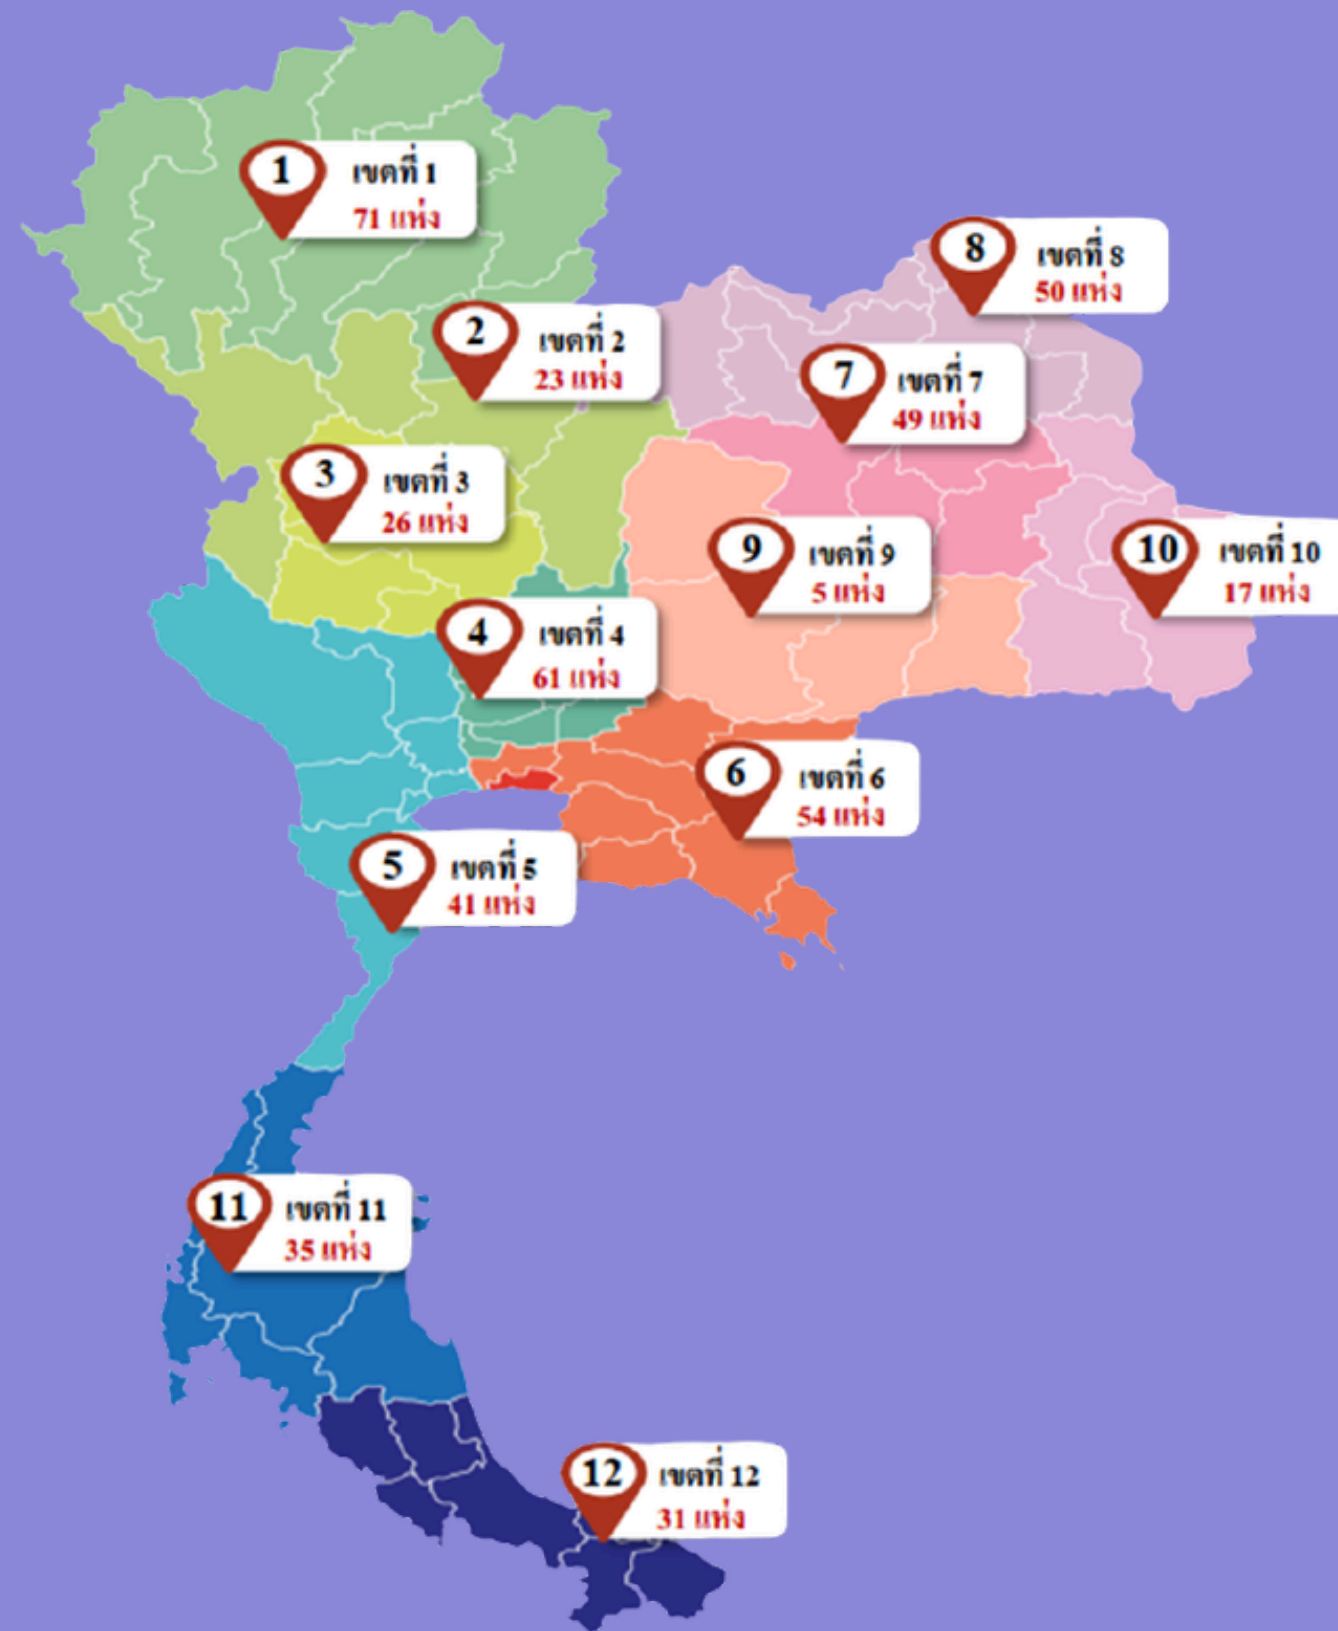 1
เขตที่ 1
71 แห่ง
8
เขตที่ 8
50 แห่ง
2
เขตที่ 2
23 แห่ง
7
เขตที่ 7
49 แห่ง
3
เขตที่ 3
26 แห่ง
9
เขตที่ 9
5 แห่ง
10
เขตที่ 10
17 แห่ง
4
เขตที่ 4
61 แห่ง
6
เขตที่ 6
54 แห่ง
5
เขตที่ 5
41 แห่ง
11
เขตที่ 11
35 แห่ง
12
เขตที่ 12
31 แห่ง